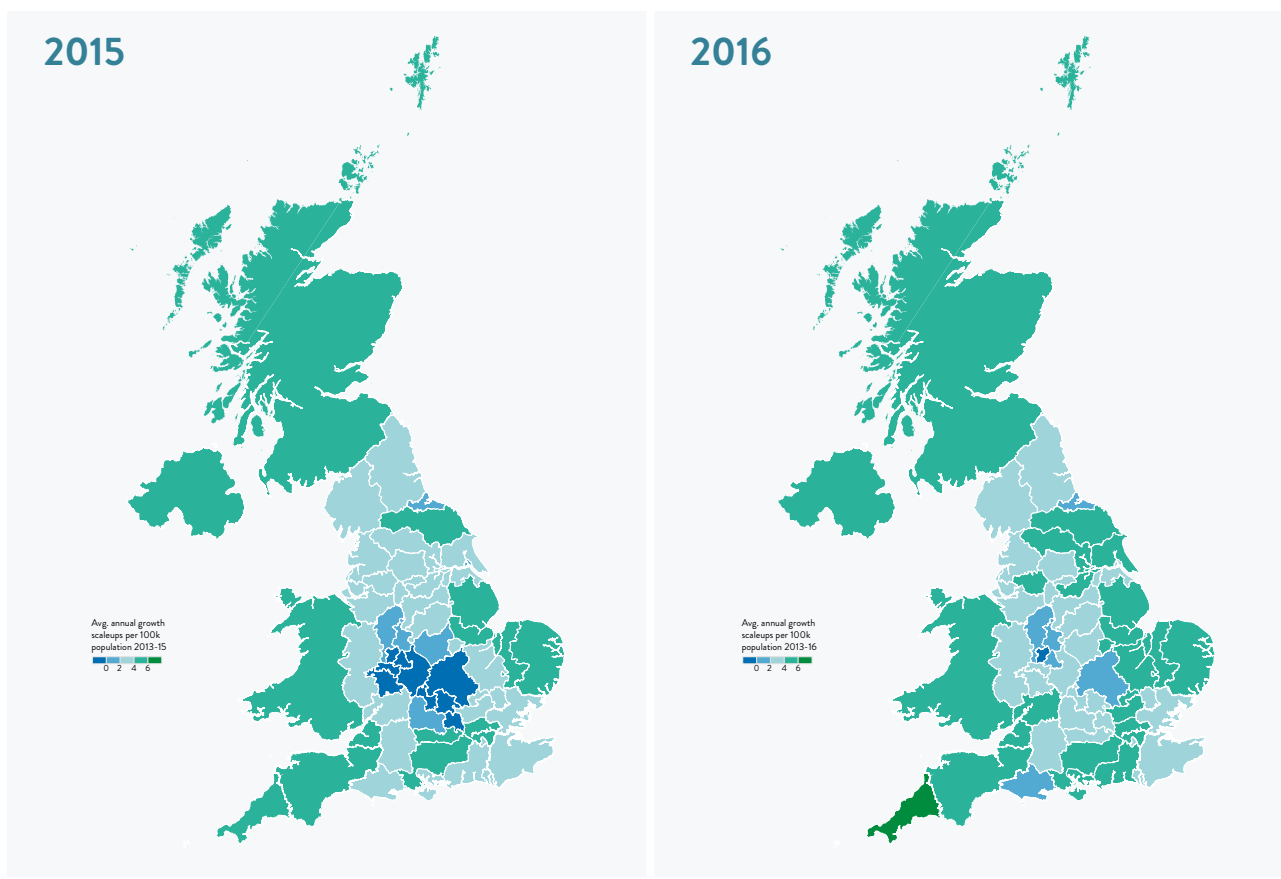 2015
Avg. annual growth
scaleups per 100k
population 2013-15
0 2 4 6
2016
Avg. annual growth
scaleups per 100k
population 2013-16
0 2 4 6